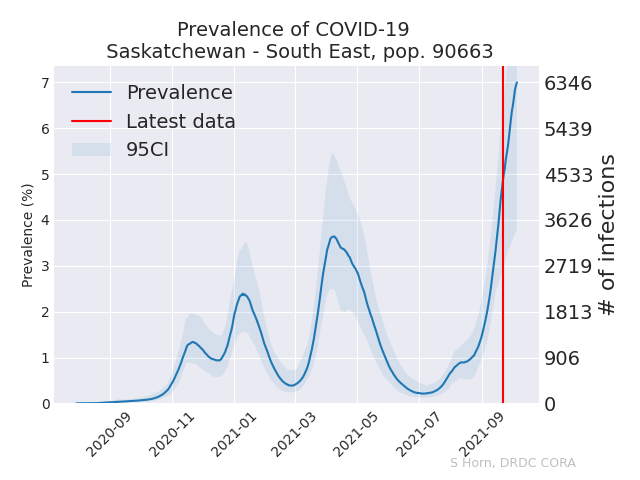 Prevalence of COVID-19
Saskatchewan - South East, pop. 90663
Prevalence
Latest data
95CI
Prevalence (%)
7
6
5
4
3
2
1
0
6346
5439
4533
3626
2719
1813
906
0
# of infections
2020-09
2020-11
2021-01
2021-03
2021-05
2021-07
2021-09
S Horn, DRDC CORA